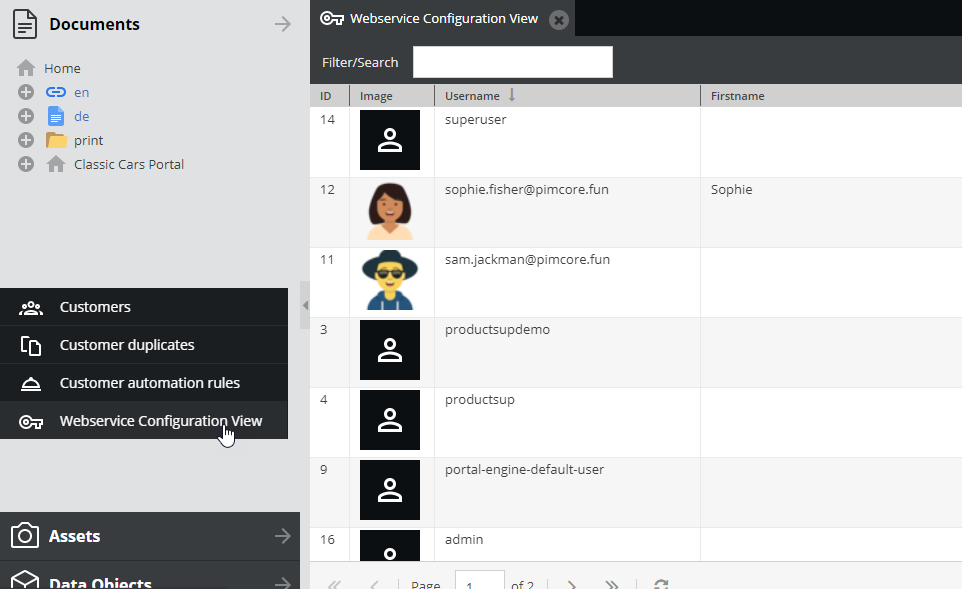 Documents
Home
en
de
print
Classic Cars Portal
Customers
Customer duplicates
Customer automation rules
Webservice Configuration View
Assets
Data Objects
Webservice Configuration View
Filter/Search
ID Image Username Firstname
14 superuser
12 sophie.fisher@pimcore.fun Sophie
11 sam.jackman@pimcore.fun
3 productsupdemo
4 productsup
9 portal-engine-default-user
16 admin
Page 1 of 2